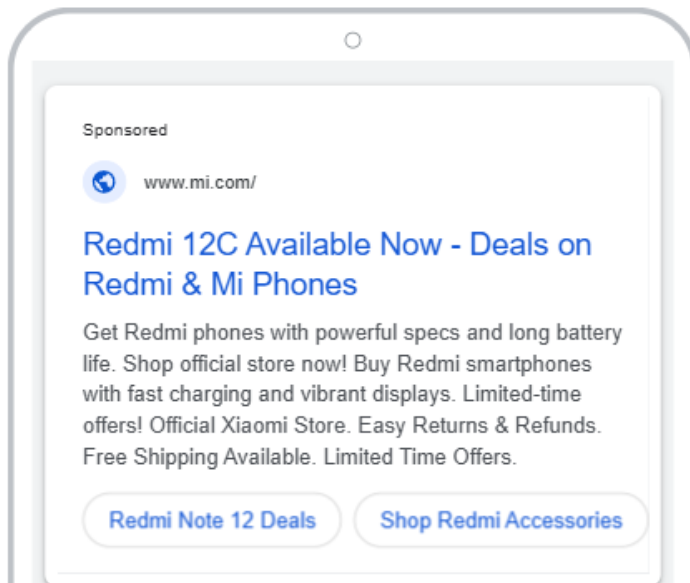 Sponsored
www.mi.com/
Redmi 12C Available Now - Deals on
Redmi & Mi Phones
Get Redmi phones with powerful specs and long battery
life. Shop official store now! Buy Redmi smartphones
with fast charging and vibrant displays. Limited-time
offers! Official Xiaomi Store. Easy Returns & Refunds.
Free Shipping Available. Limited Time Offers.
Redmi Note 12 Deals
Shop Redmi Accessories